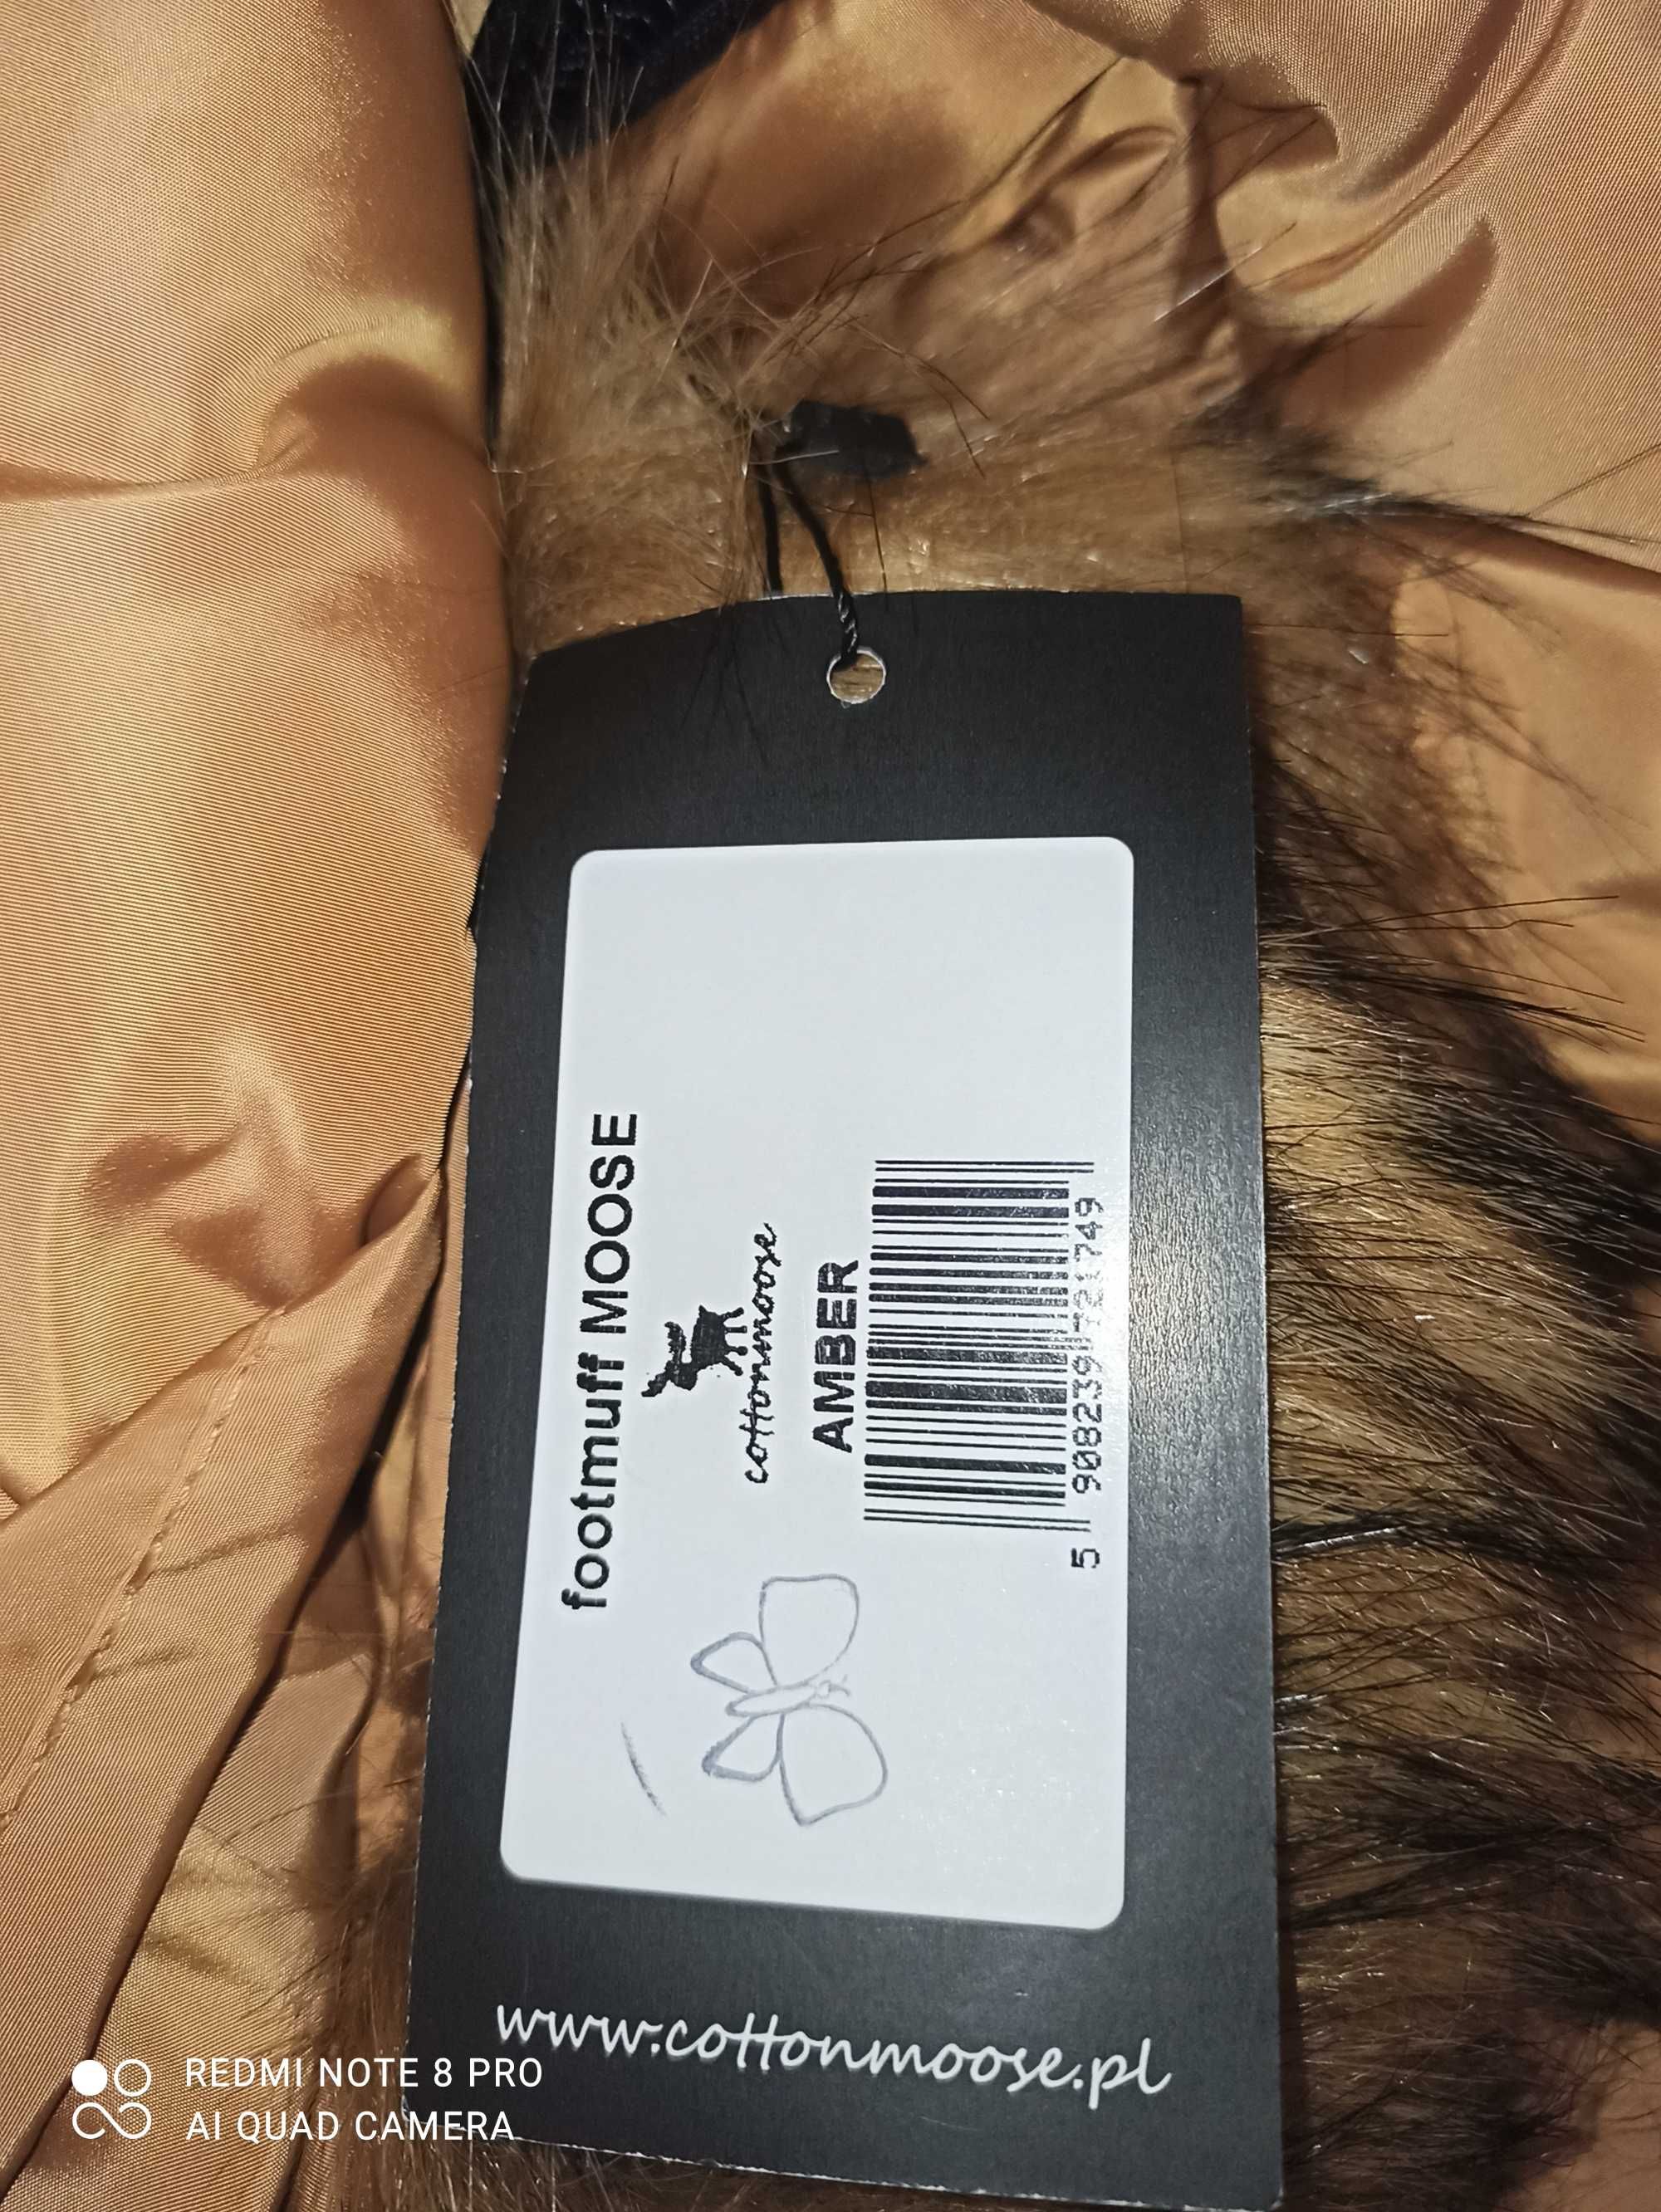 footmuff MOOSE
cottonmoose
AMBER
5 908239 721749
www.cottonmoose.pl
REDMI NOTE 8 PRO
AI QUAD CAMERA